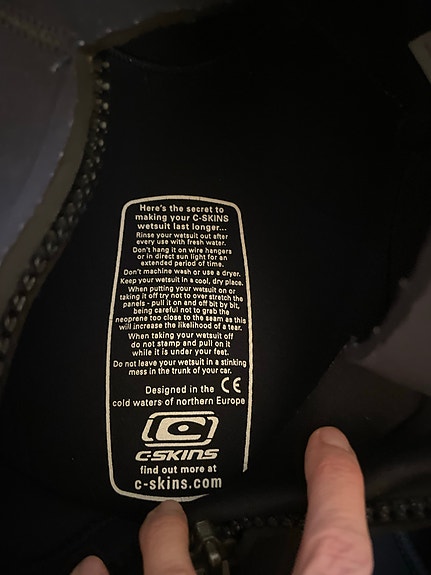 Here's the secret to
making your C-SKINS
wetsuit last longer...
Rinse your wetsuit out after
every use with fresh water.
Don't hang it on wire hangers
or in direct sun light for an
extended period of time.
Don't machine wash or use a dryer.
Keep your wetsuit in a cool, dry place.
When putting your wetsuit on or
taking it off try not to over stretch the
panels - pull it on and off bit by bit,
being careful not to grab the
neoprene too close to the seam as this
will increase the likelihood of a tear.
When taking your wetsuit off
do not stamp and pull on it
while it is under your feet.
Do not leave your wetsuit in a stinking
mess in the trunk of your car.
Designed in the CE
cold waters of northern Europe
C-SKINS
find out more at
c-skins.com